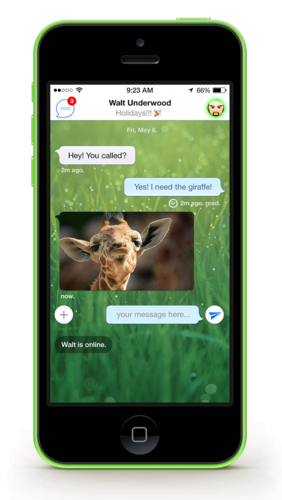 9:23 AM
66%
3
Walt Underwood
Holidays!!! 🎉
Fri, May 6.
Hey! You called?
2m ago.
Yes! I need the giraffe!
2m ago. read.
now.
your message here...
Walt is online.